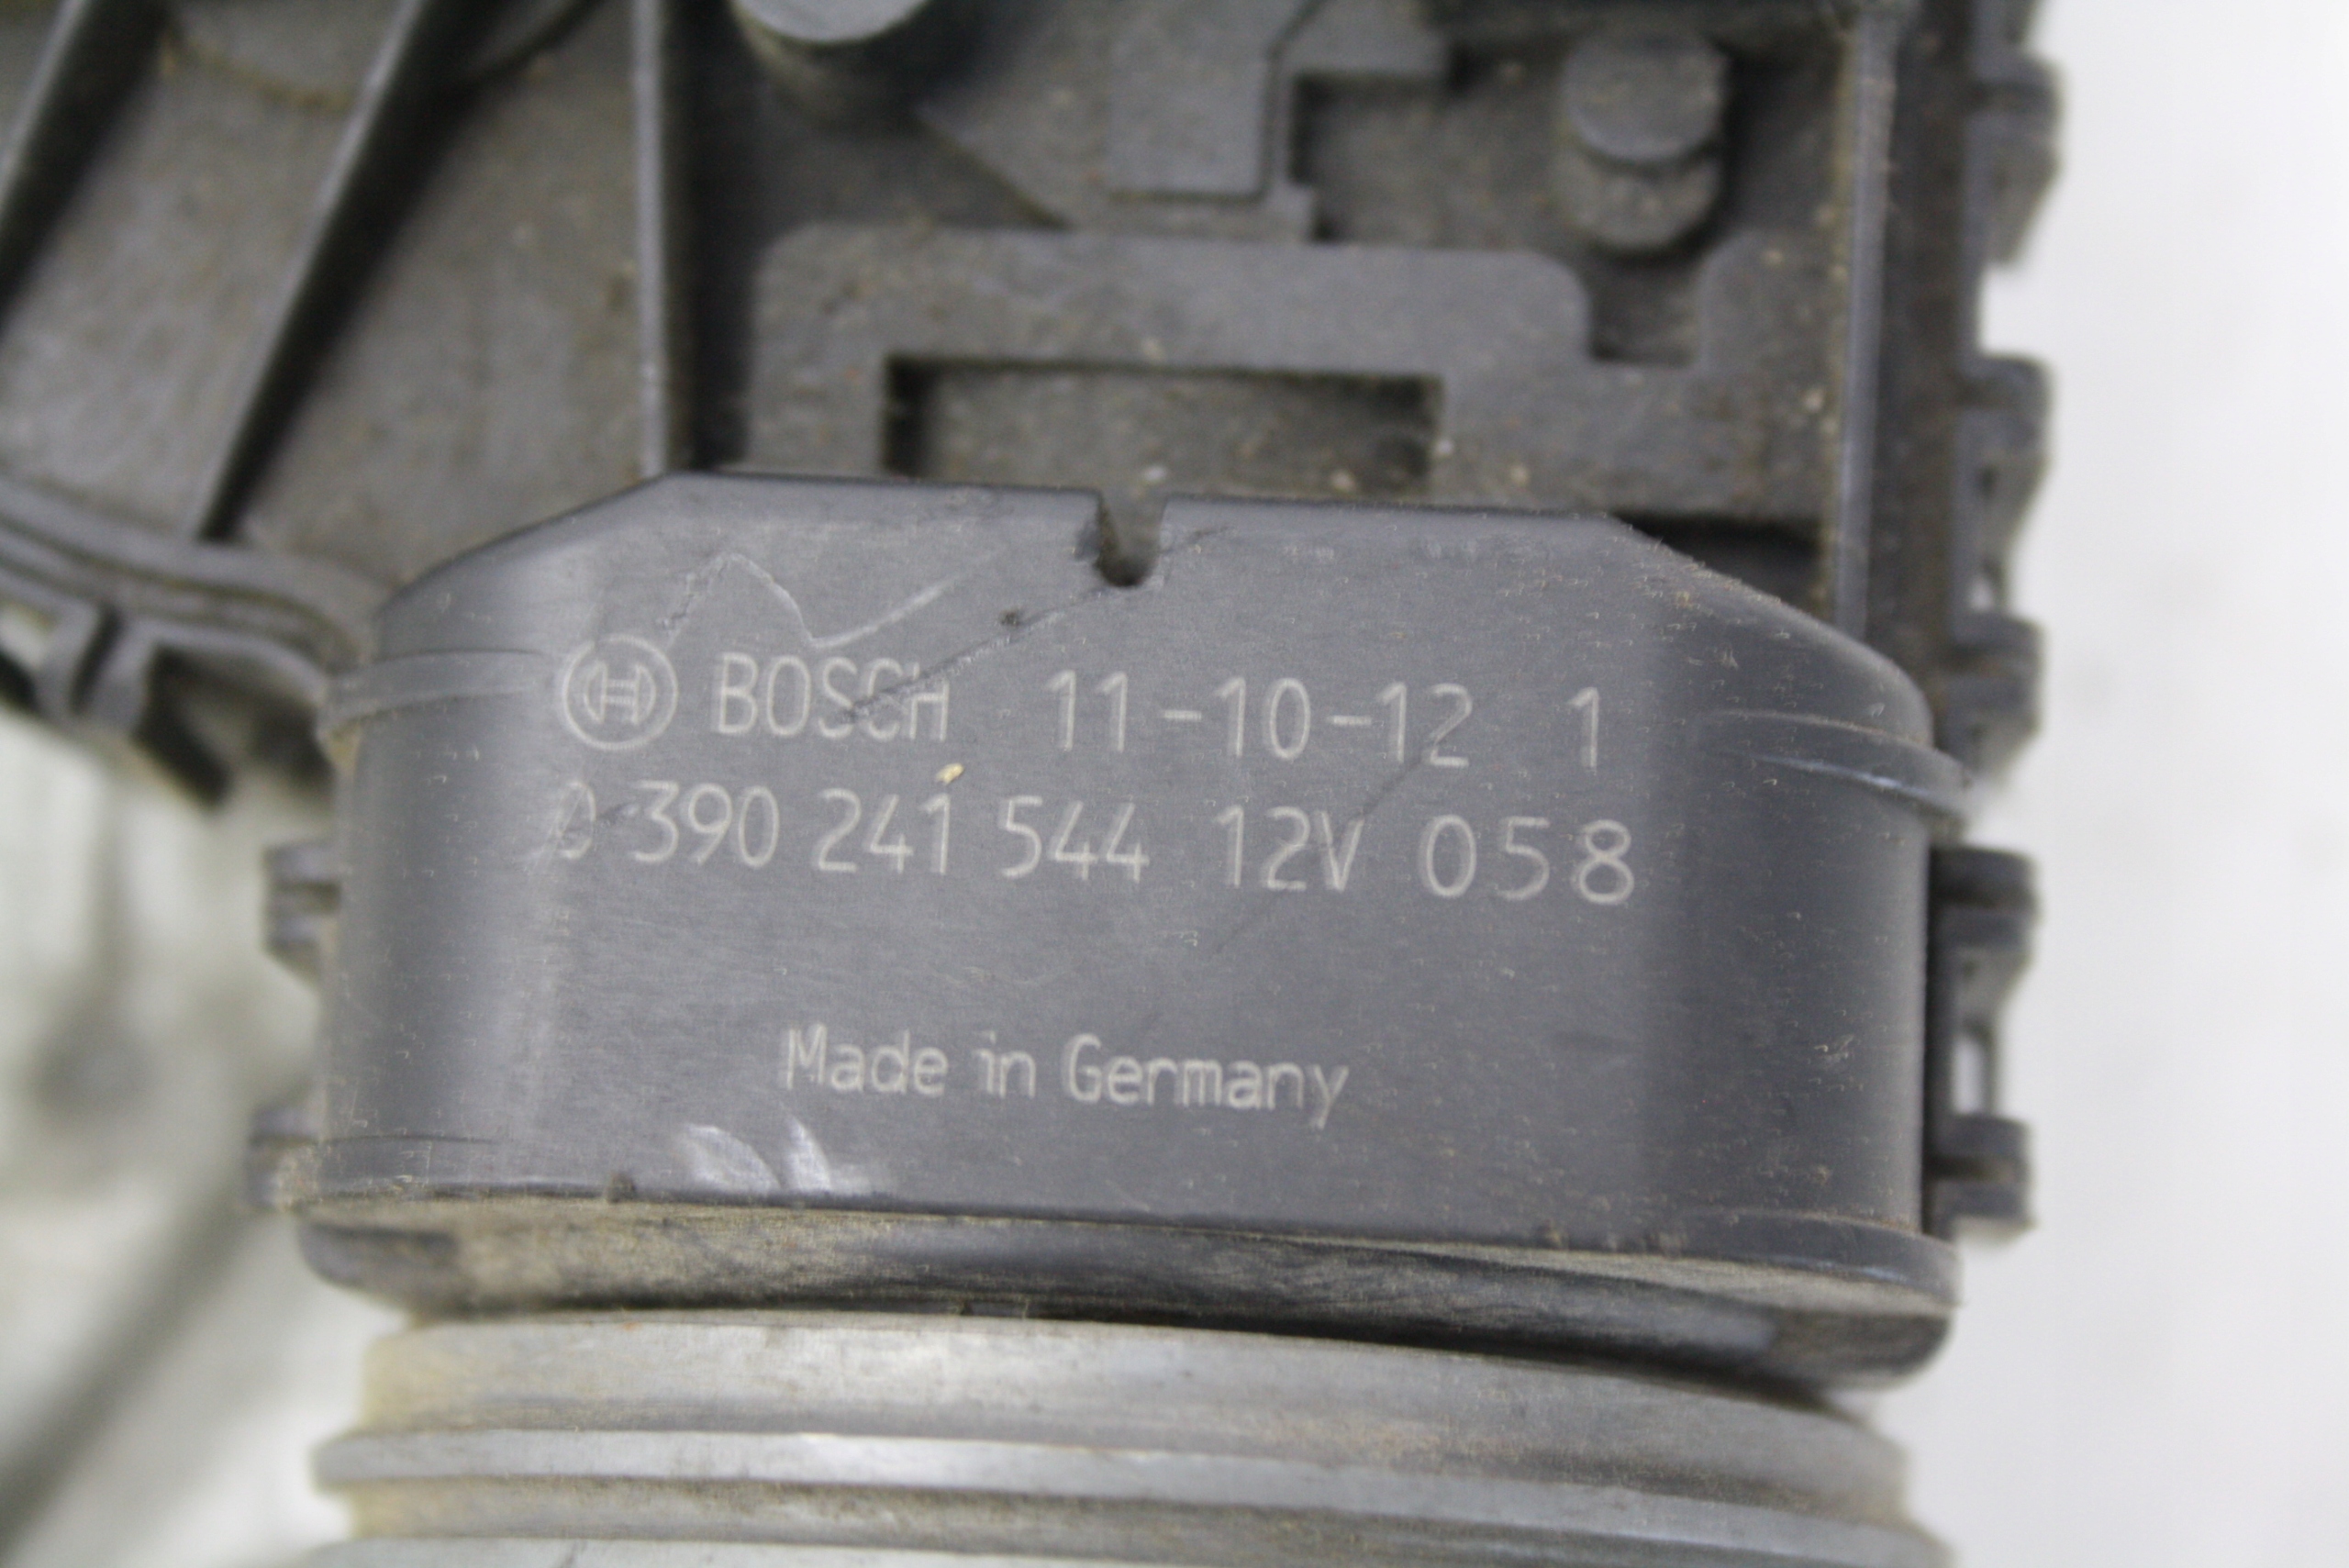 BOSCH 11-10-12 1
0 390 241 544 12V 058
Made in Germany